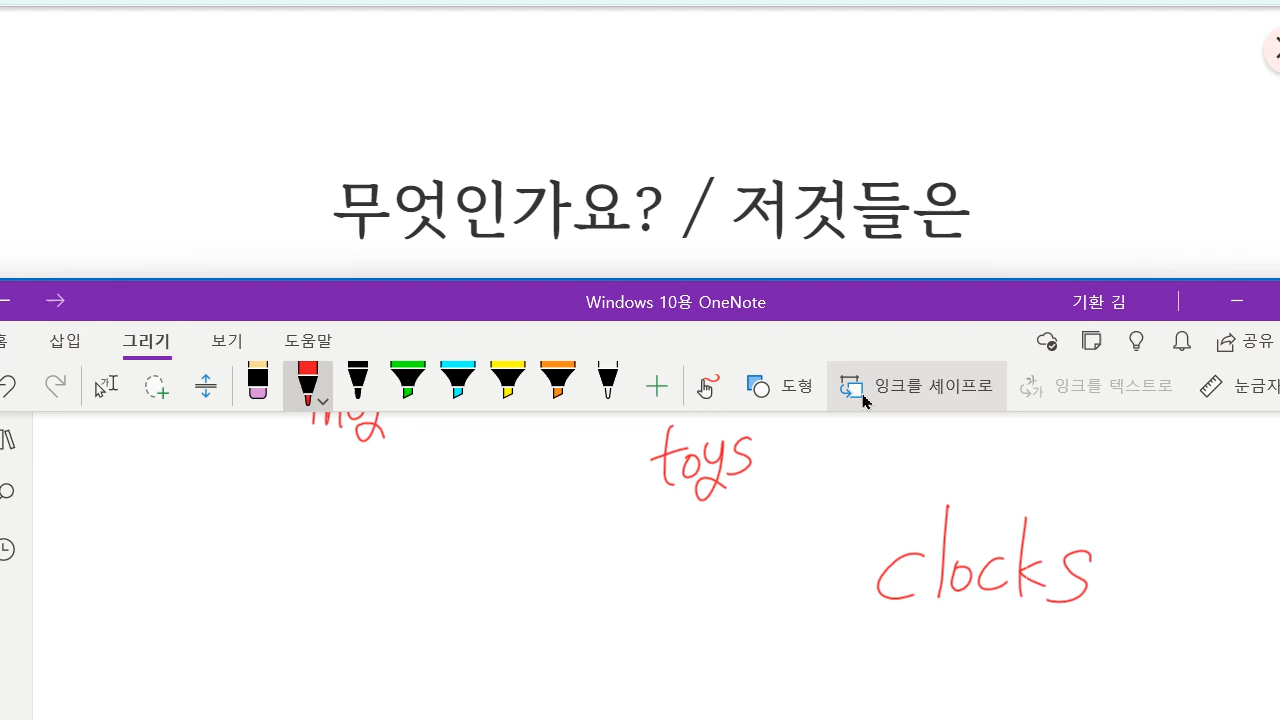 무엇인가요? / 저것들은
Windows 10용 OneNote
기환 김
삽입 그리기 보기 도움말 공유
도형 잉크를 셰이프로 잉크를 텍스트로
toys
clocks